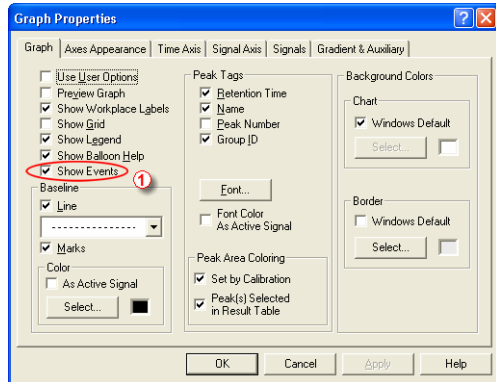 Graph Properties
Graph Axes Appearance Time Axis Signal Axis Signals Gradient & Auxiliary
Use User Options
Preview Graph
Show Workplace Labels
Show Grid
Show Legend
Show Balloon Help
Show Events
1
Baseline
Line
Marks
Color
As Active Signal
Select...
Peak Tags
Retention Time
Name
Peak Number
Group ID
Font...
Font Color
As Active Signal
Peak Area Coloring
Set by Calibration
Peak(s) Selected
in Result Table
Background Colors
Chart
Windows Default
Select...
Border
Windows Default
Select...
OK Cancel Apply Help